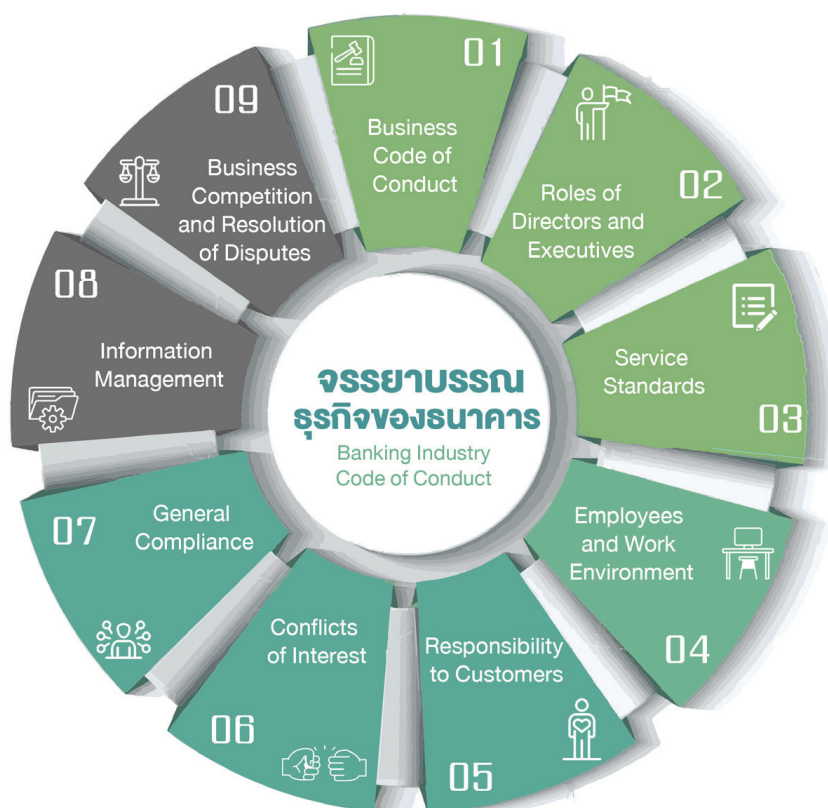 จรรยาบรรณ
ธุรกิจของธนาคาร
Banking Industry
Code of Conduct
01
Business
Code of
Conduct
02
Roles of
Directors and
Executives
03
Service
Standards
04
Employees
and Work
Environment
05
Responsibility
to Customers
06
Conflicts
of Interest
07
General
Compliance
08
Information
Management
09
Business
Competition
and Resolution
of Disputes